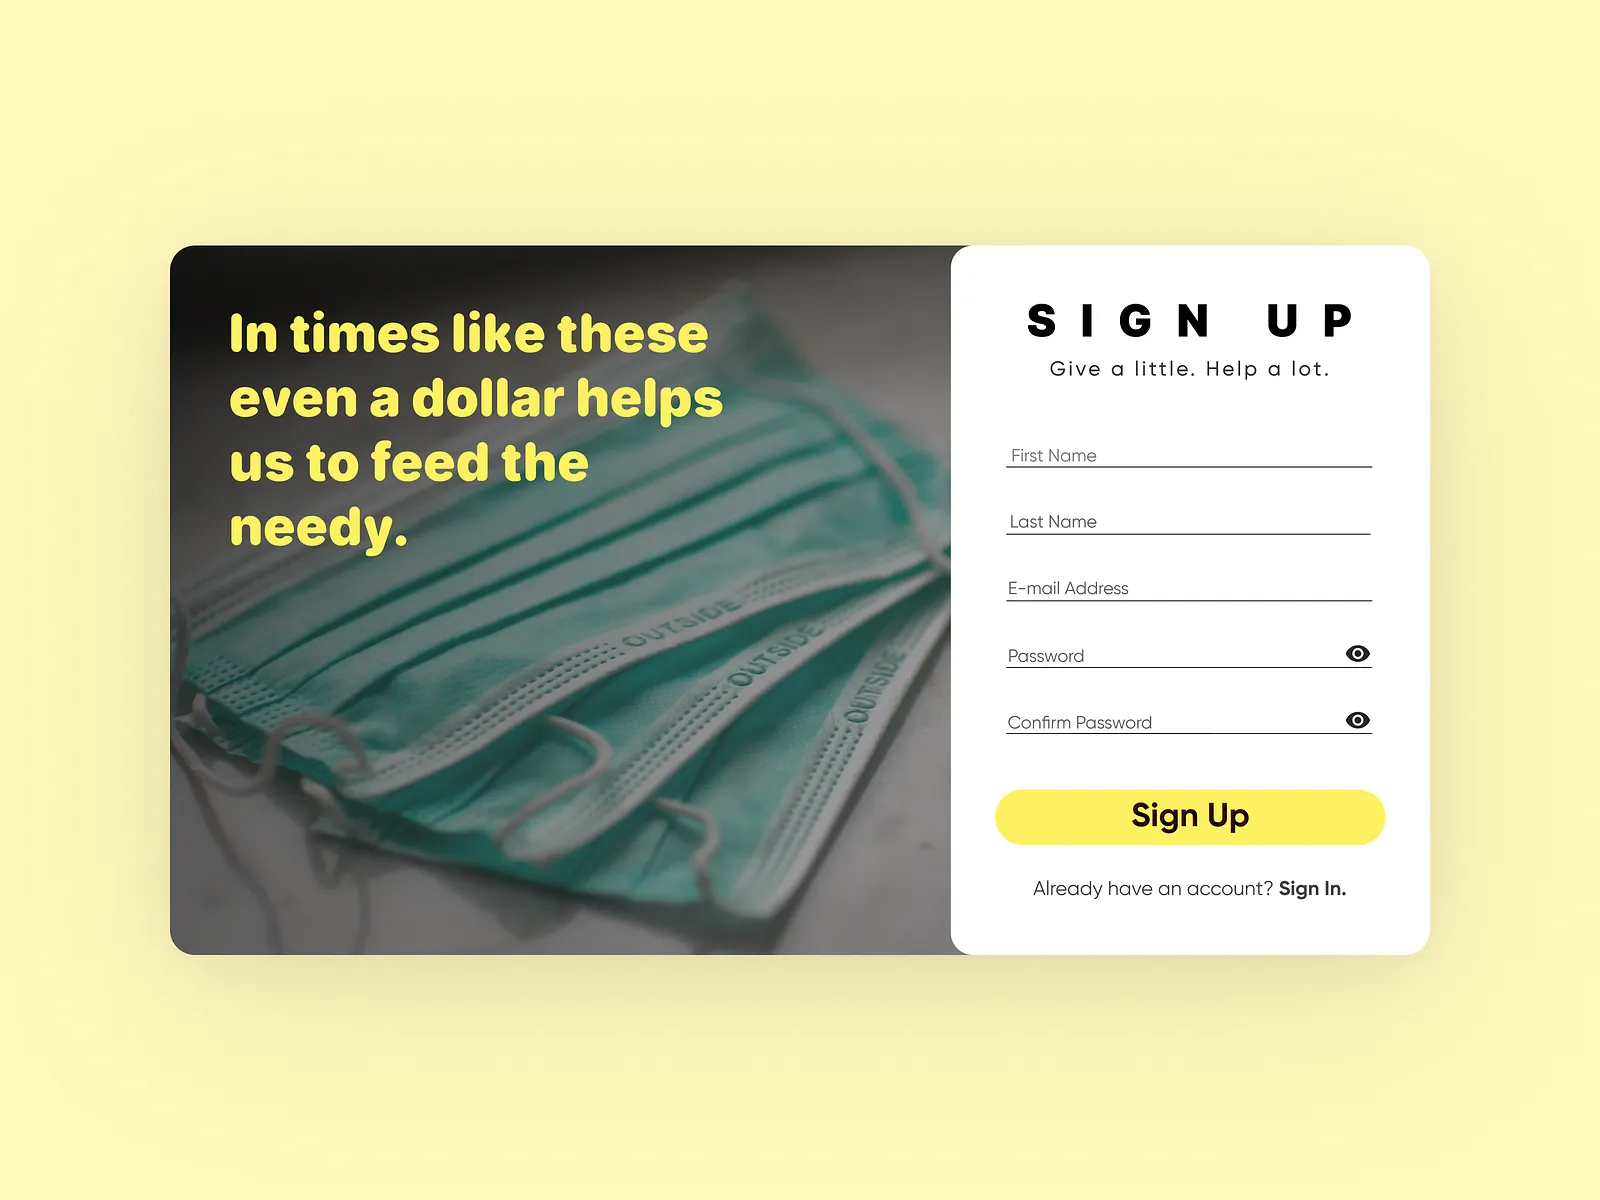 In times like these
even a dollar helps
us to feed the
needy.
OUTSIDE
OUTSIDE
OUTSIDE
SIGN UP
Give a little. Help a lot.
First Name
Last Name
E-mail Address
Password
Confirm Password
Sign Up
Already have an account? Sign In.